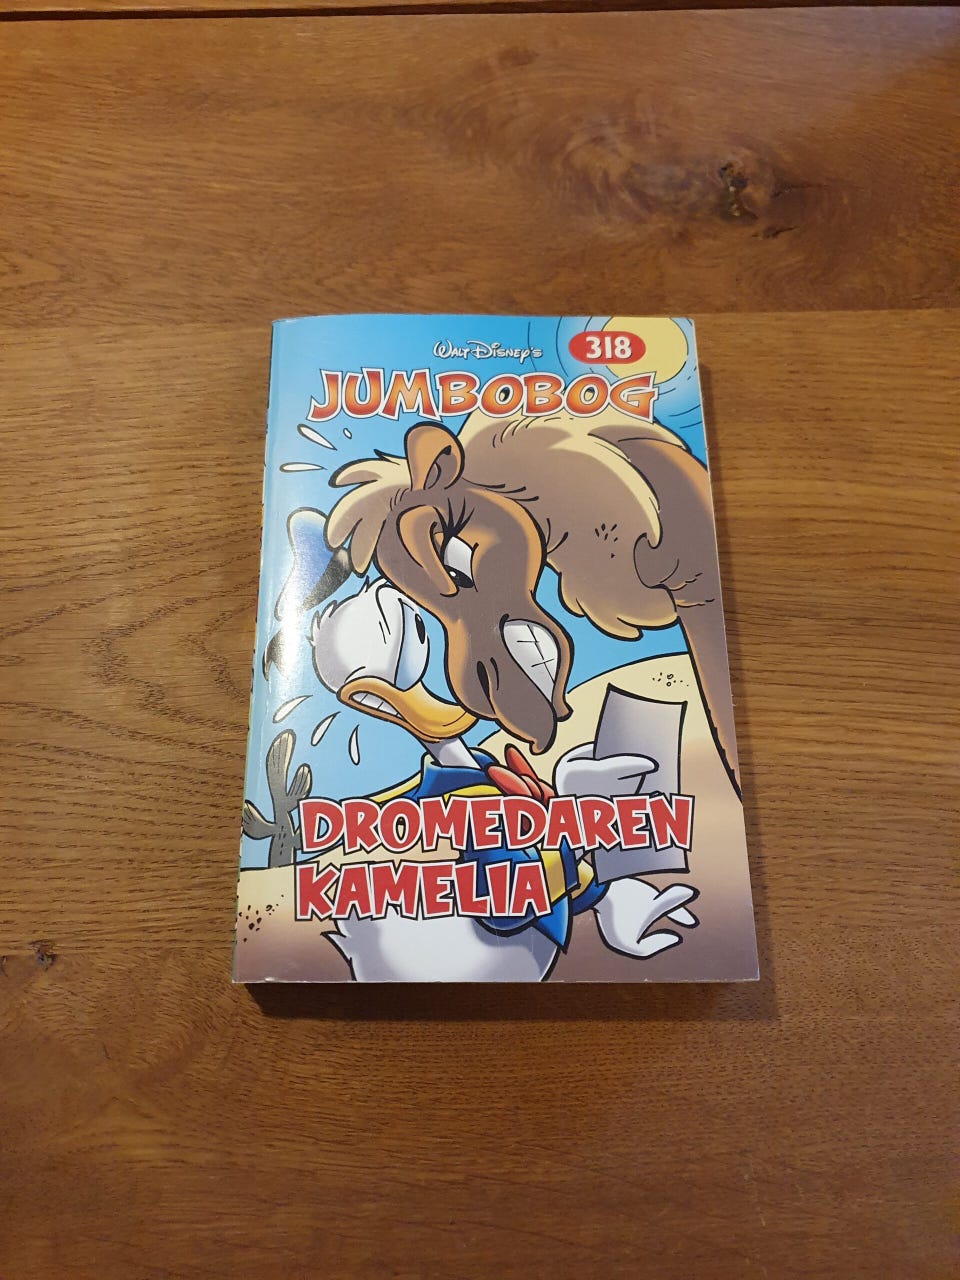 WALT DISNEY'S
318
JUMBOBOG
DROMEDAREN
KAMELIA